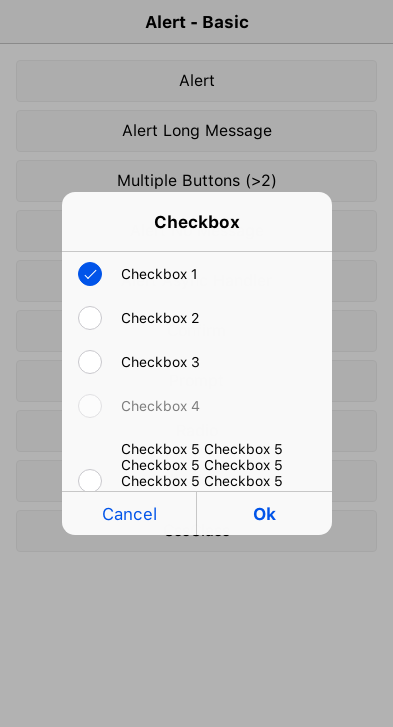 Alert - Basic
Alert
Alert Long Message
Multiple Buttons (>2)
Checkbox
Checkbox 1
Checkbox 2
Checkbox 3
Checkbox 4
Checkbox 5 Checkbox 5
Checkbox 5 Checkbox 5
Checkbox 5 Checkbox 5
Cancel
Ok